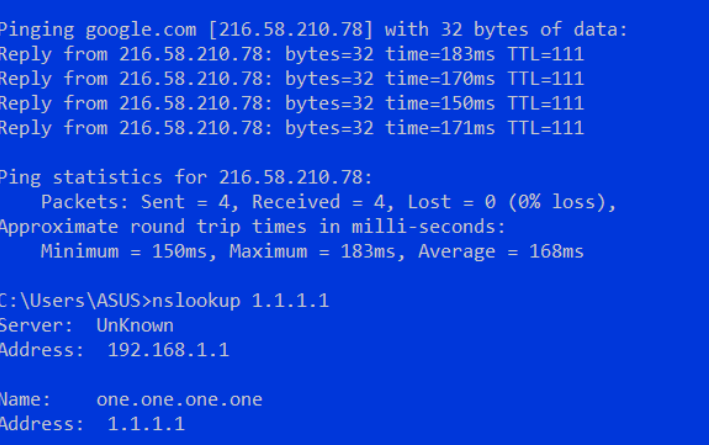 Pinging google.com [216.58.210.78] with 32 bytes of data:
Reply from 216.58.210.78: bytes=32 time=183ms TTL=111
Reply from 216.58.210.78: bytes=32 time=170ms TTL=111
Reply from 216.58.210.78: bytes=32 time=150ms TTL=111
Reply from 216.58.210.78: bytes=32 time=171ms TTL=111
Ping statistics for 216.58.210.78:
Packets: Sent = 4, Received = 4, Lost = 0 (0% loss),
Approximate round trip times in milli-seconds:
Minimum = 150ms, Maximum = 183ms, Average = 168ms
C:\Users\ASUS>nslookup 1.1.1.1
Server: UnKnown
Address: 192.168.1.1
Name: one.one.one.one
Address: 1.1.1.1